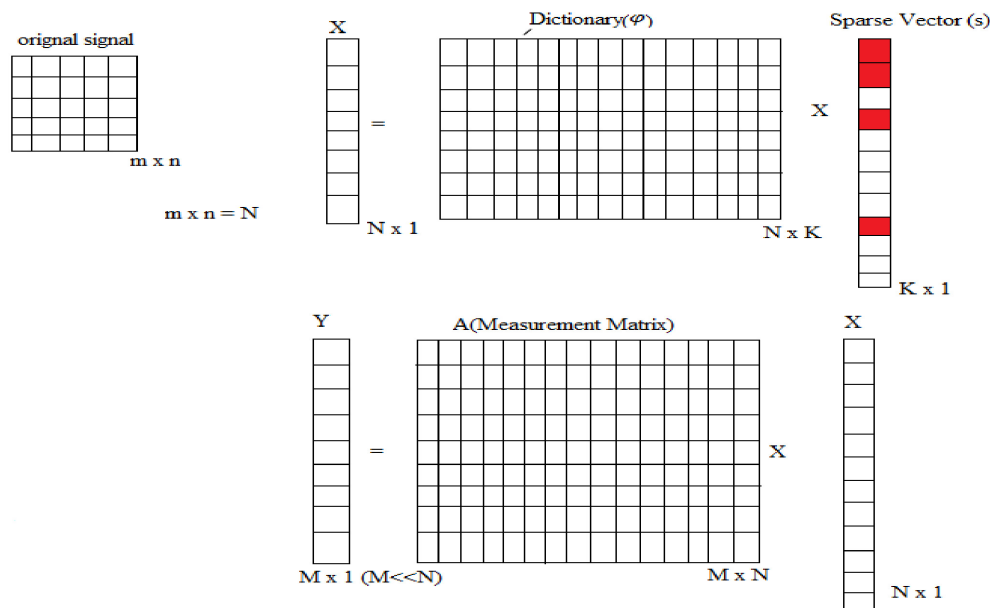 orignal signal
m x n
m x n = N
X
=
N x 1
Dictionary(φ)
N x K
X
Sparse Vector (s)
K x 1
Y
=
M x 1 (M<<N)
A(Measurement Matrix)
M x N
X
X
N x 1